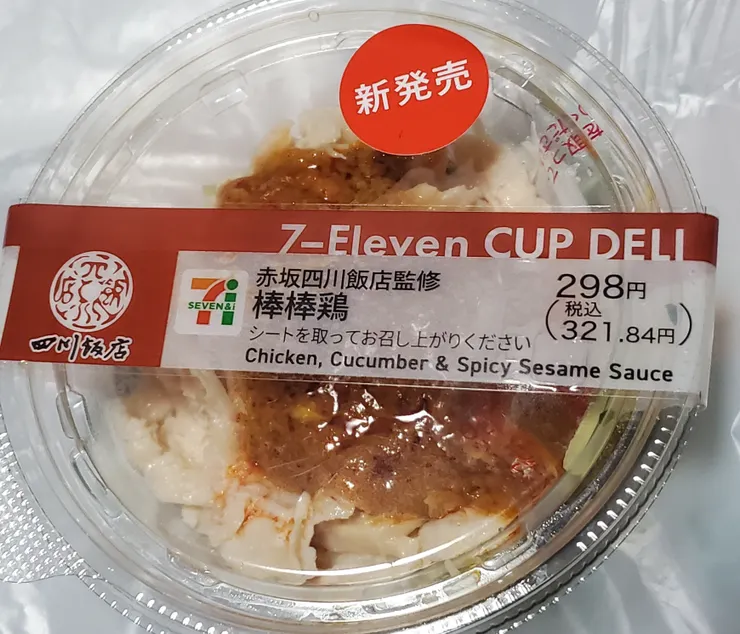 新発売
7-Eleven CUP DELI
四川飯店
赤坂四川飯店監修
棒棒鶏
シートを取ってお召し上がりください
Chicken, Cucumber & Spicy Sesame Sauce
SEVEN&i
298円
税込
(321.84円)